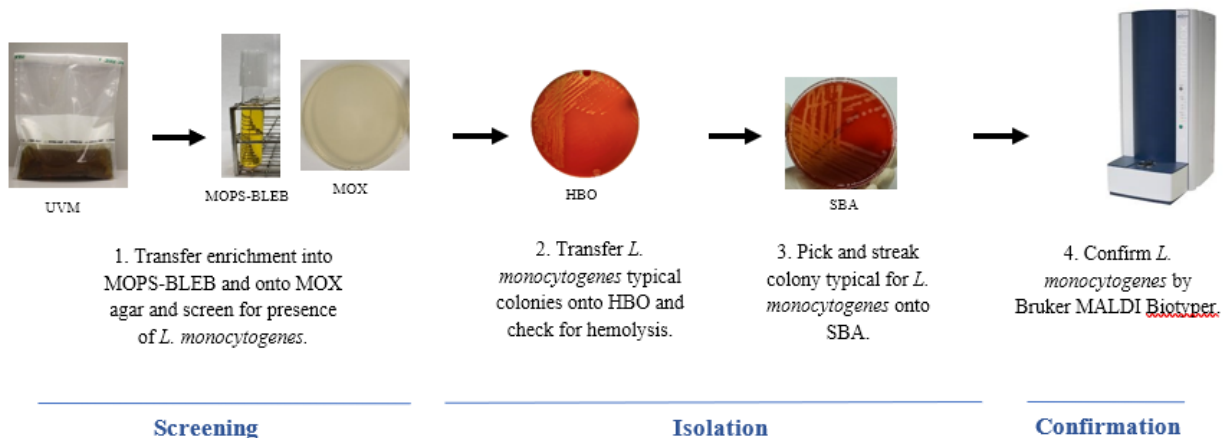 UVM
MOPS-BLEB
MOX
HBO
SBA
1. Transfer enrichment into
MOPS-BLEB and onto MOX
agar and screen for presence
of L. monocytogenes.
2. Transfer L.
monocytogenes typical
colonies onto HBO and
check for hemolysis.
3. Pick and streak
colony typical for L.
monocytogenes onto
SBA.
4. Confirm L.
monocytogenes by
Bruker MALDI Biotyper.
Screening
Isolation
Confirmation